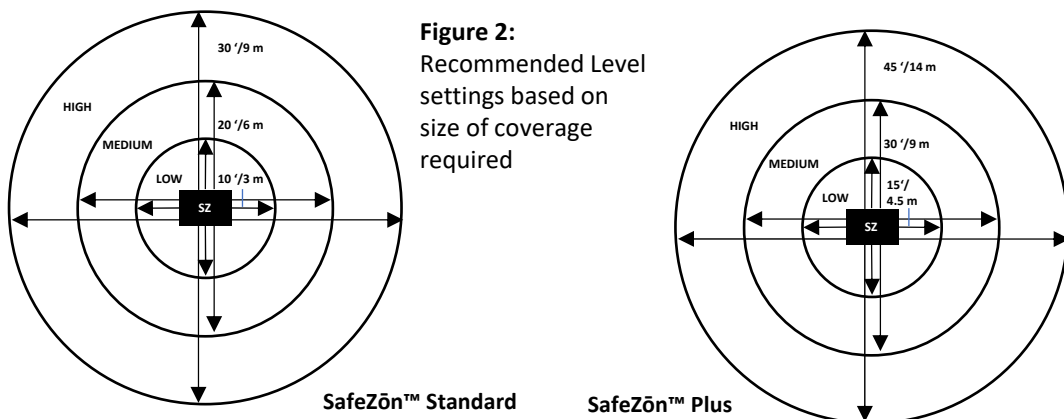 Figure 2:
Recommended Level
settings based on
size of coverage
required
30 ‘/9 m
HIGH
20 ‘/6 m
MEDIUM
LOW
10 ‘/3 m
SZ
SafeZōn™ Standard
45 ‘/14 m
HIGH
30 ‘/9 m
MEDIUM
LOW
15‘/
4.5 m
SZ
SafeZōn™ Plus